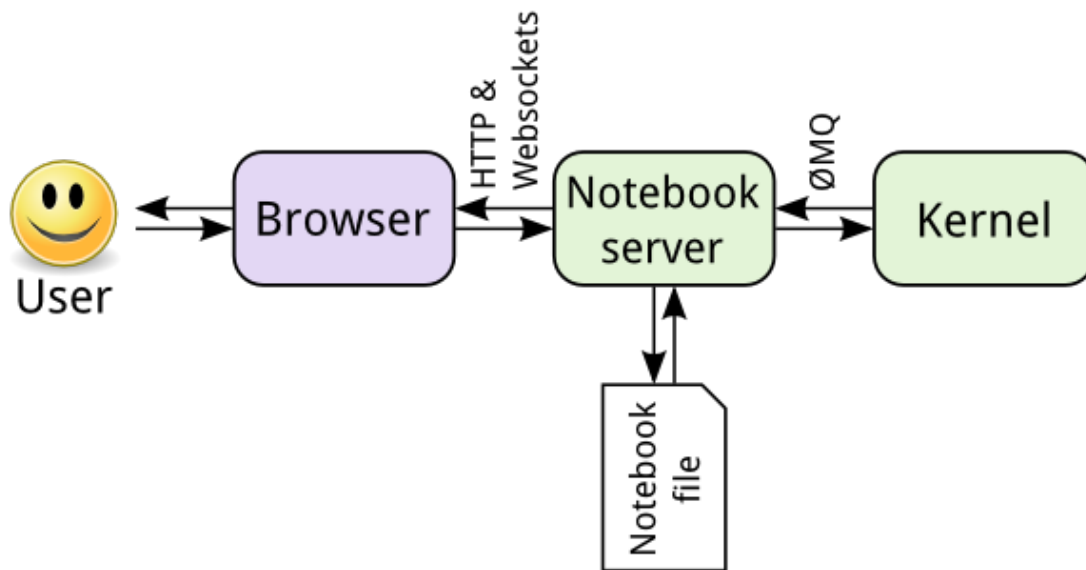 User
Browser
HTTP &
Websockets
Notebook
server
ØMQ
Kernel
Notebook
file